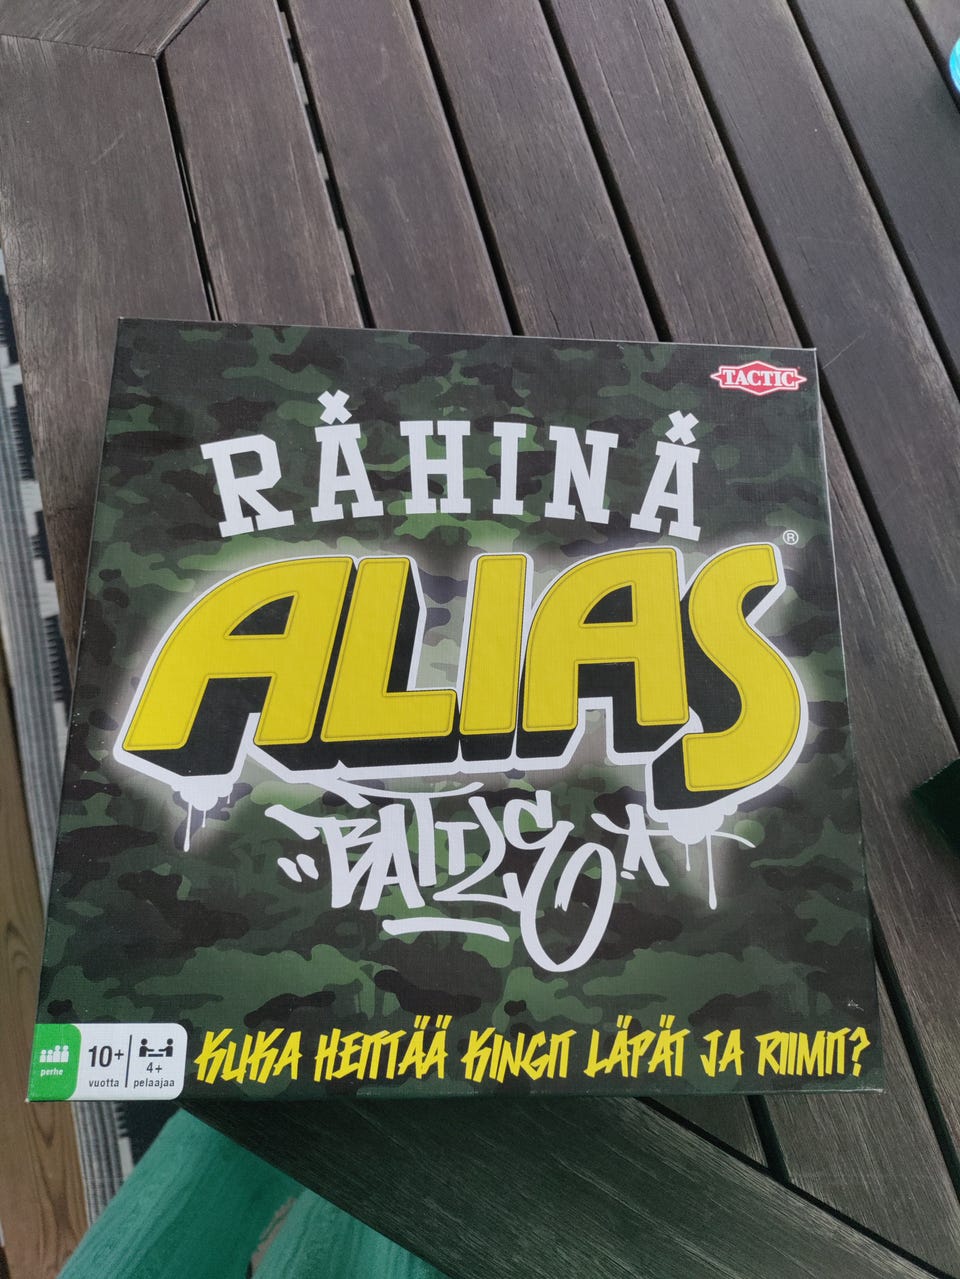 TACTIC
RÄHINÄ
ALIAS®
"BATTLE"
perhe
10+
vuotta
4+
pelaajaa
KUKA HEITTÄÄ KINGIT LÄPÄT JA RIIMIT?